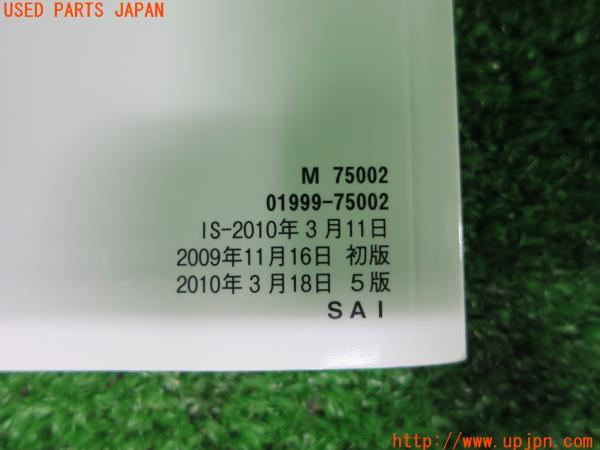 USED PARTS JAPAN
M 75002
01999-75002
IS-2010年3月11日
2009年11月16日 初版
2010年3月18日 5版
SAI
http://www.upjpn.com/